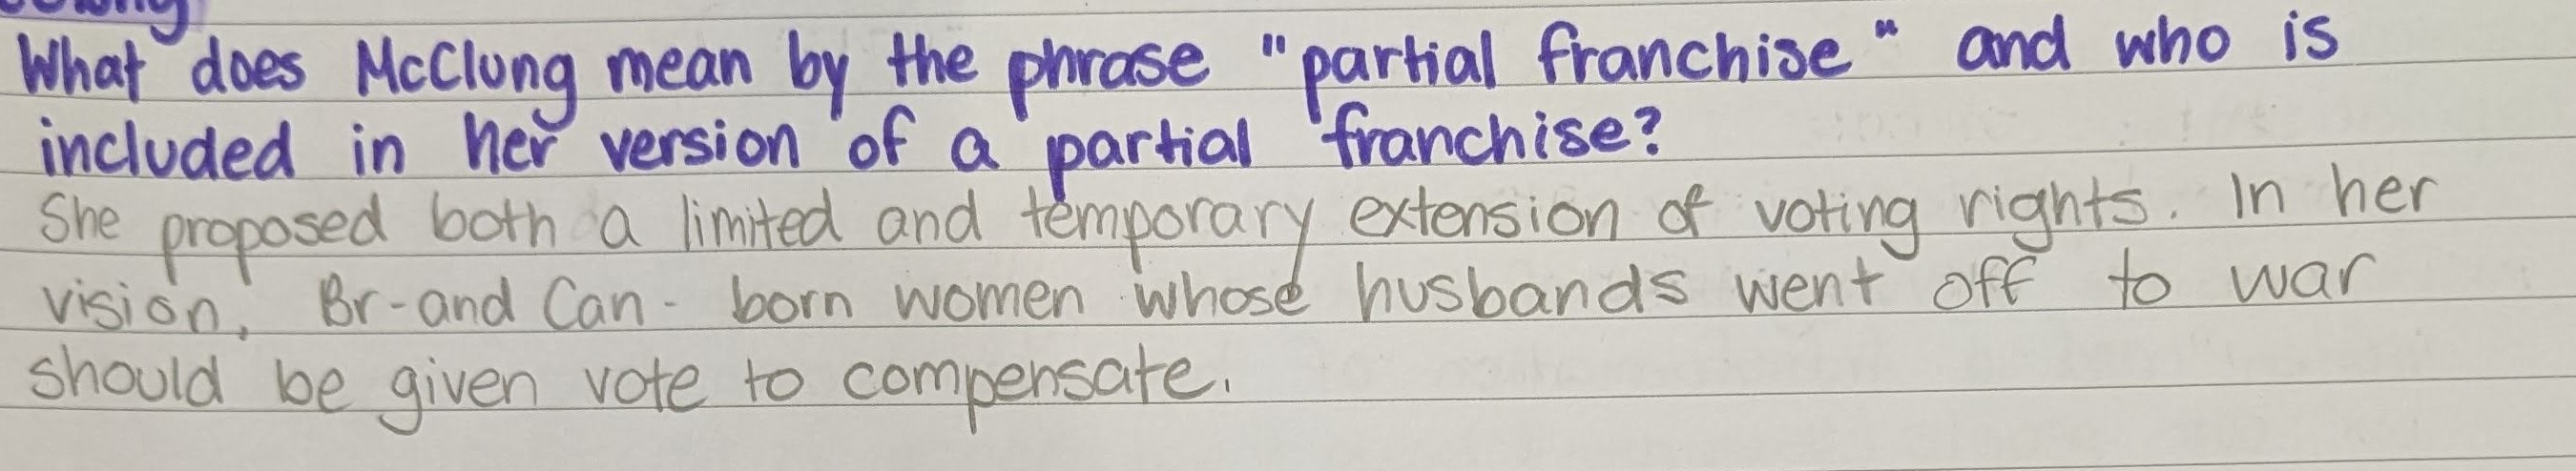 What does McClung mean by the phrase "partial franchise" and who is
included in her version of a partial franchise?
She proposed both a limited and temporary extension of voting rights. In her
vision, Br-and Can- born women whose husbands went off to war
should be given vote to compensate.